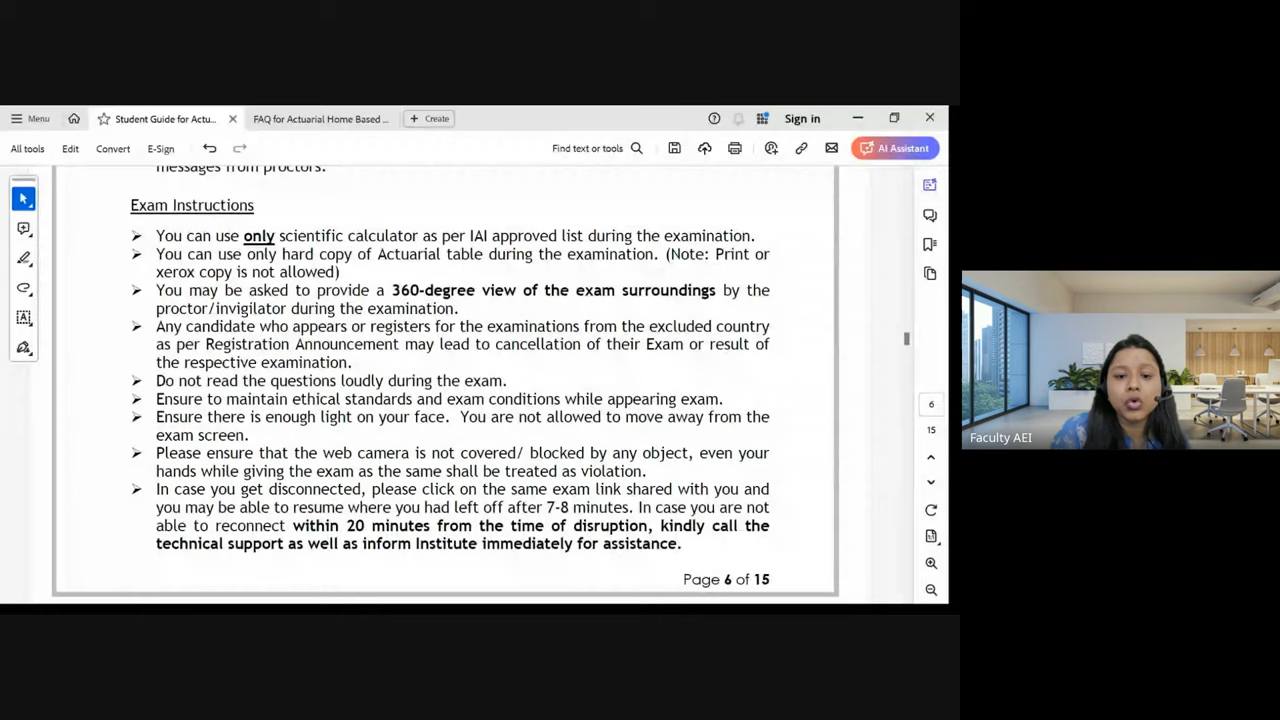 Menu
Student Guide for Actu...
FAQ for Actuarial Home Based ...
+ Create
Sign in
All tools
Edit
Convert
E-Sign
Find text or tools
AI Assistant
messages from proctors.
Exam Instructions
➤ You can use only scientific calculator as per IAI approved list during the examination.
➤ You can use only hard copy of Actuarial table during the examination. (Note: Print or
xerox copy is not allowed)
➤ You may be asked to provide a 360-degree view of the exam surroundings by the
proctor/invigilator during the examination.
➤ Any candidate who appears or registers for the examinations from the excluded country
as per Registration Announcement may lead to cancellation of their Exam or result of
the respective examination.
➤ Do not read the questions loudly during the exam.
➤ Ensure to maintain ethical standards and exam conditions while appearing exam.
➤ Ensure there is enough light on your face. You are not allowed to move away from the
exam screen.
➤ Please ensure that the web camera is not covered/ blocked by any object, even your
hands while giving the exam as the same shall be treated as violation.
➤ In case you get disconnected, please click on the same exam link shared with you and
you may be able to resume where you had left off after 7-8 minutes. In case you are not
able to reconnect within 20 minutes from the time of disruption, kindly call the
technical support as well as inform Institute immediately for assistance.
Page 6 of 15
6
15
Faculty AEI